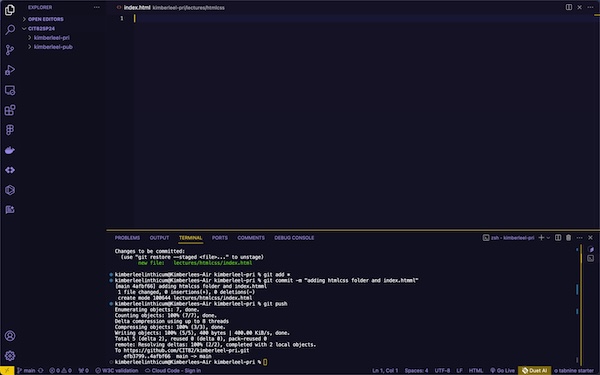 EXPLORER
OPEN EDITORS
CIT82SP24
kimberleel-pri
kimberleel-pub
index.html kimberleel-pri/lectures/htmlcss
1
PROBLEMS OUTPUT TERMINAL PORTS COMMENTS DEBUG CONSOLE
zsh - kimberleel-pri
Changes to be committed:
(use "git restore --staged <file>..." to unstage)
new file: lectures/htmlcss/index.html
kimberleelinthicum@Kimberlees-Air kimberleel-pri % git add *
kimberleelinthicum@Kimberlees-Air kimberleel-pri % git commit -m "adding htmlcss folder and index.htmml"
[main 4afbf66] adding htmlcss folder and index.htmml
1 file changed, 0 insertions(+), 0 deletions(-)
create mode 100644 lectures/htmlcss/index.html
kimberleelinthicum@Kimberlees-Air kimberleel-pri % git push
Enumerating objects: 7, done.
Counting objects: 100% (7/7), done.
Delta compression using up to 8 threads
Compressing objects: 100% (3/3), done.
Writing objects: 100% (5/5), 400 bytes | 400.00 KiB/s, done.
Total 5 (delta 2), reused 0 (delta 0), pack-reused 0
remote: Resolving deltas: 100% (2/2), completed with 2 local objects.
To https://github.com/CIT82/kimberleel-pri.git
efb3799..4afbf66 main -> main
kimberleelinthicum@Kimberlees-Air kimberleel-pri %
main 0 0 0 W3C validation Cloud Code - Sign in Ln 1, Col 1 Spaces: 4 UTF-8 LF HTML Go Live Duet AI tabnine starter